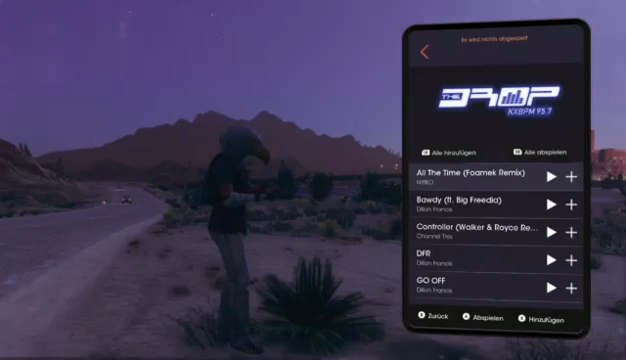 Es wird nichts abgespielt
THE DROP
KXBPM 95.7
Alle hinzufügen
Alle abspielen
All The Time (Foamek Remix)
Bawdy (ft. Big Freedia)
Dillon Francis
Controller (Walker & Royce Re...
Channel Tres
DFR
Dillon Francis
GO OFF
Dillon Francis
Zurück
A Abspielen
Hinzufügen